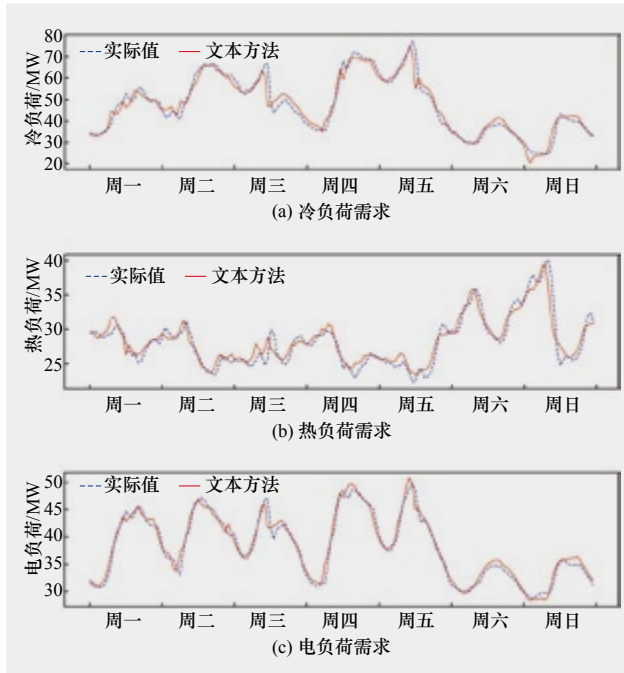 80
70
60
50
40
30
20
冷负荷/MW
实际值 文本方法
周一 周二 周三 周四 周五 周六 周日
(a) 冷负荷需求
40
35
30
25
热负荷/MW
实际值 文本方法
周一 周二 周三 周四 周五 周六 周日
(b) 热负荷需求
50
45
40
35
30
电负荷/MW
实际值 文本方法
周一 周二 周三 周四 周五 周六 周日
(c) 电负荷需求